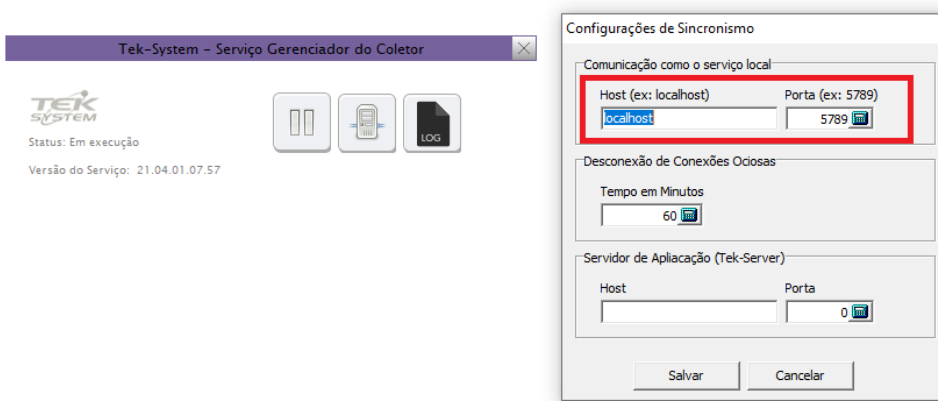 Tek-System - Serviço Gerenciador do Coletor
TEK
SYSTEM
Status: Em execução
Versão do Serviço: 21.04.01.07.57
LOG
Configurações de Sincronismo
Comunicação como o serviço local
Host (ex: localhost) Porta (ex: 5789)
localhost 5789
Desconexão de Conexões Ociosas
Tempo em Minutos
60
Servidor de Apliacação (Tek-Server)
Host Porta
0
Salvar Cancelar